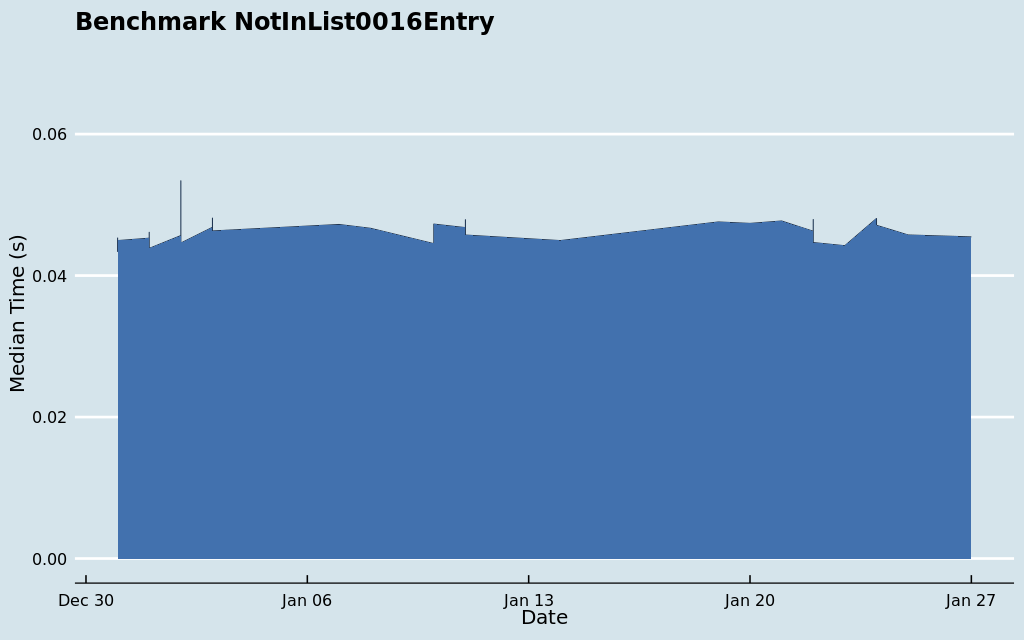 Benchmark NotInList0016Entry
Median Time (s)
0.06
0.04
0.02
0.00
Dec 30
Jan 06
Jan 13
Jan 20
Jan 27
Date